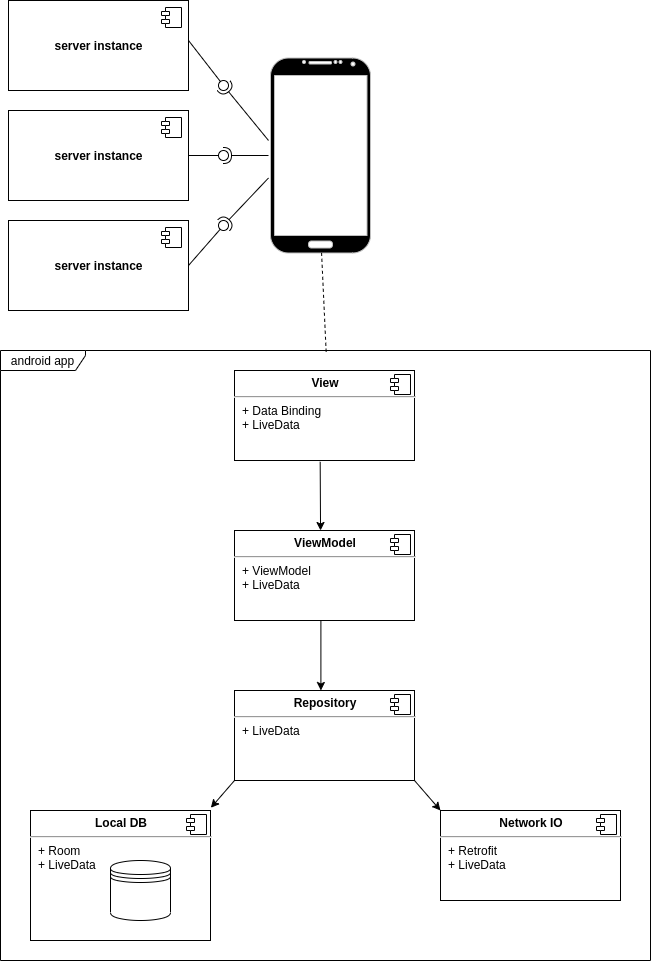 server instance
server instance
server instance
android app
View
+ Data Binding
+ LiveData
ViewModel
+ ViewModel
+ LiveData
Repository
+ LiveData
Local DB
+ Room
+ LiveData
Network IO
+ Retrofit
+ LiveData